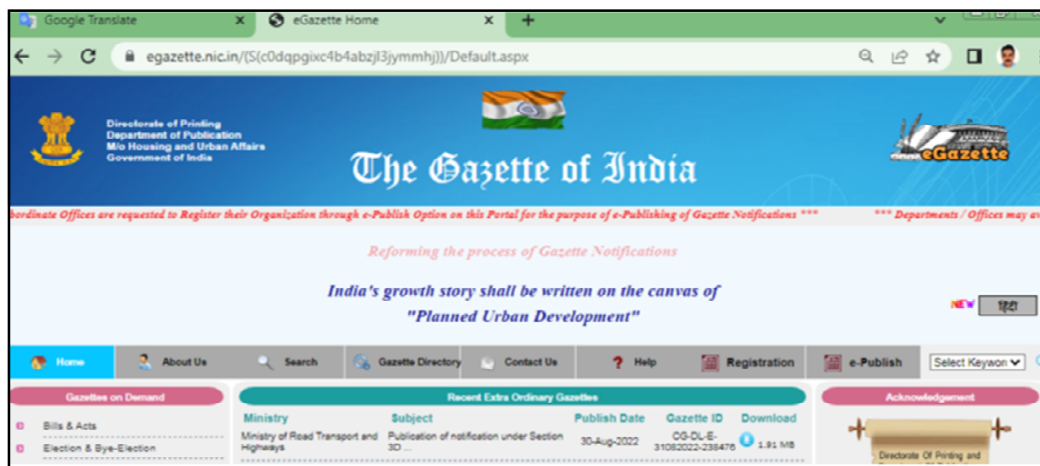 Google Translate
eGazette Home
egazette.nic.in/(S(c0dqpgixc4b4abzjl3jymmhj))/Default.aspx
Directorate of Printing
Department of Publication
M/o Housing and Urban Affairs
Government of India
The Gazette of India
eGazette
bordinate Offices are requested to Register their Organization through e-Publish Option on this Portal for the purpose of e-Publishing of Gazette Notifications *** *** Departments / Offices may av
Reforming the process of Gazette Notifications
India's growth story shall be written on the canvas of
"Planned Urban Development"
NEW हिंदी
Home About Us Search Gazette Directory Contact Us Help Registration e-Publish Select Keywon
Gazettes on Demand
Bills & Acts
Election & Bye-Election
Recent Extra Ordinary Gazettes
Ministry Subject Publish Date Gazette ID Download
Ministry of Road Transport and Publication of notification under Section CG-DL-E-
Highways 3D ... 30-Aug-2022 31082022-238476 1.91 MB
Acknowledgement
Directorate Of Printing and